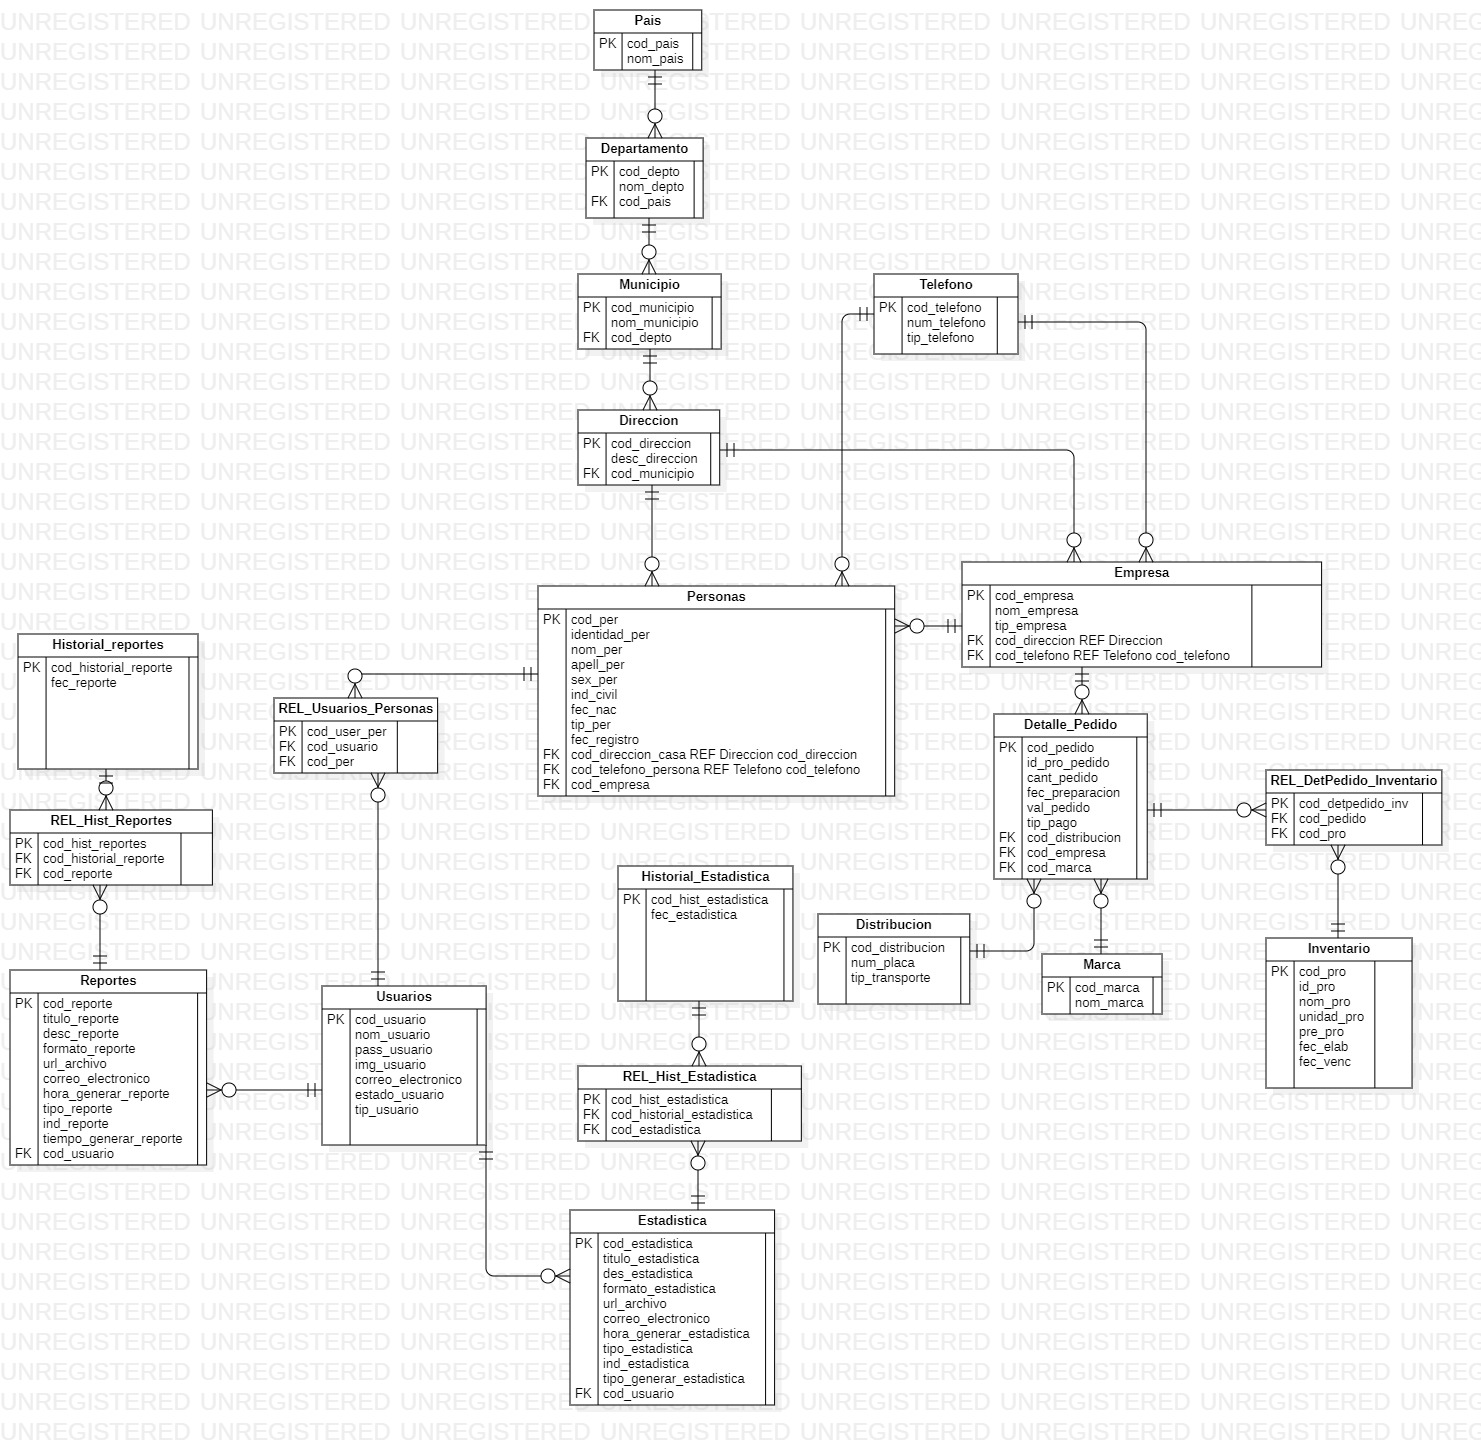 Pais
PK cod_pais
nom_pais
Departamento
PK cod_depto
nom_depto
FK cod_pais
Municipio
PK cod_municipio
nom_municipio
FK cod_depto
Telefono
PK cod_telefono
num_telefono
tip_telefono
Direccion
PK cod_direccion
desc_direccion
FK cod_municipio
Empresa
PK cod_empresa
nom_empresa
tip_empresa
FK cod_direccion REF Direccion
FK cod_telefono REF Telefono cod_telefono
Personas
PK cod_per
identidad_per
nom_per
apell_per
sex_per
ind_civil
fec_nac
tip_per
fec_registro
FK cod_direccion_casa REF Direccion cod_direccion
FK cod_telefono_persona REF Telefono cod_telefono
FK cod_empresa
Historial_reportes
PK cod_historial_reporte
fec_reporte
REL_Usuarios_Personas
PK cod_user_per
FK cod_usuario
FK cod_per
Detalle_Pedido
PK cod_pedido
id_pro_pedido
cant_pedido
fec_preparacion
val_pedido
tip_pago
FK cod_distribucion
FK cod_empresa
FK cod_marca
REL_DetPedido_Inventario
PK cod_detpedido_inv
FK cod_pedido
FK cod_pro
REL_Hist_Reportes
PK cod_hist_reportes
FK cod_historial_reporte
FK cod_reporte
Historial_Estadistica
PK cod_hist_estadistica
fec_estadistica
Distribucion
PK cod_distribucion
num_placa
tip_transporte
Marca
PK cod_marca
nom_marca
Inventario
PK cod_pro
id_pro
nom_pro
unidad_pro
pre_pro
fec_elab
fec_venc
Reportes
PK cod_reporte
titulo_reporte
desc_reporte
formato_reporte
url_archivo
correo_electronico
hora_generar_reporte
tipo_reporte
ind_reporte
tiempo_generar_reporte
FK cod_usuario
Usuarios
PK cod_usuario
nom_usuario
pass_usuario
img_usuario
correo_electronico
estado_usuario
tip_usuario
REL_Hist_Estadistica
PK cod_hist_estadistica
FK cod_historial_estadistica
FK cod_estadistica
Estadistica
PK cod_estadistica
titulo_estadistica
des_estadistica
formato_estadistica
url_archivo
correo_electronico
hora_generar_estadistica
tipo_estadistica
ind_estadistica
tipo_generar_estadistica
FK cod_usuario
UNREGISTERED